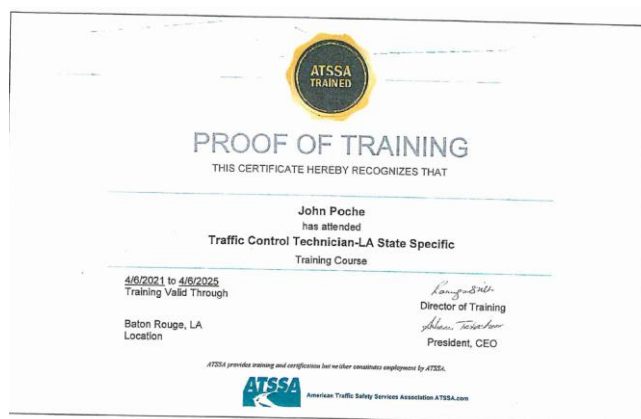 ATSSA
TRAINED
PROOF OF TRAINING
THIS CERTIFICATE HEREBY RECOGNIZES THAT
John Poche
has attended
Traffic Control Technician-LA State Specific
Training Course
4/6/2021 to 4/6/2025
Training Valid Through
Director of Training
Baton Rouge, LA
Location
President, CEO
ATSSA provides training and certification but neither constitutes employment by ATSSA.
ATSSA American Traffic Safety Services Association ATSSA.com